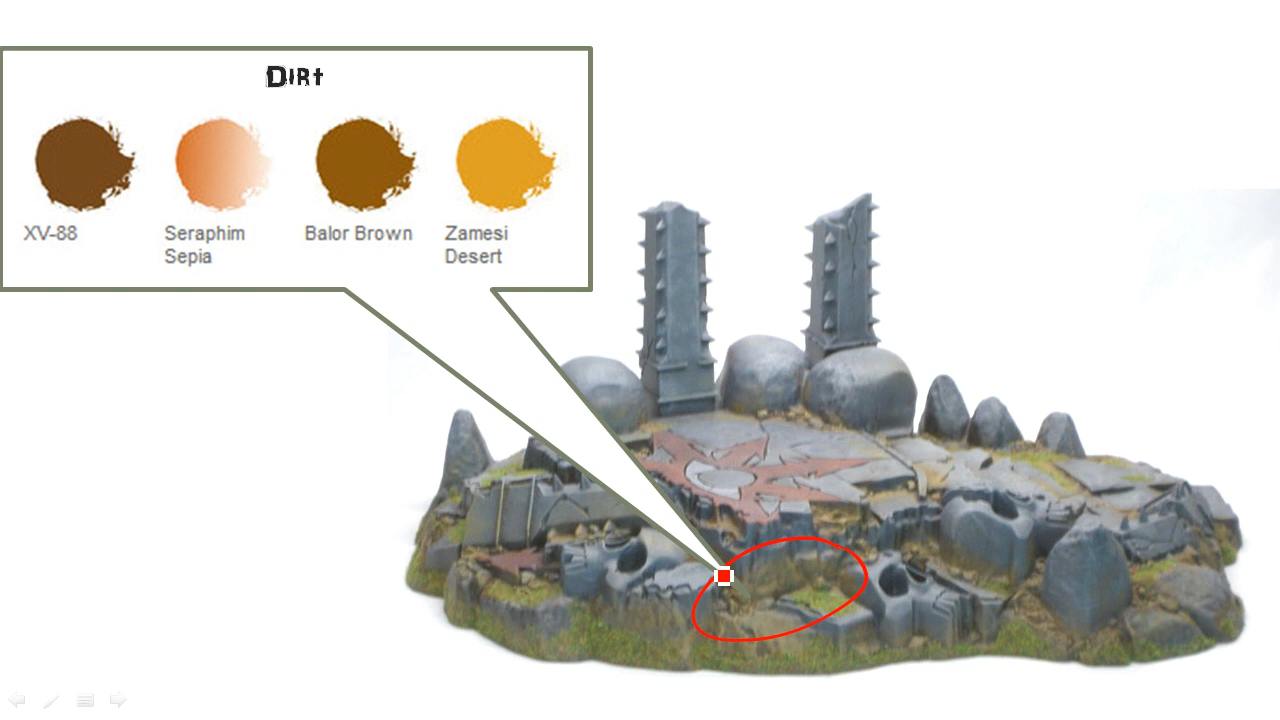 Dirt
XV-88
Seraphim
Sepia
Balor Brown
Zamesi
Desert